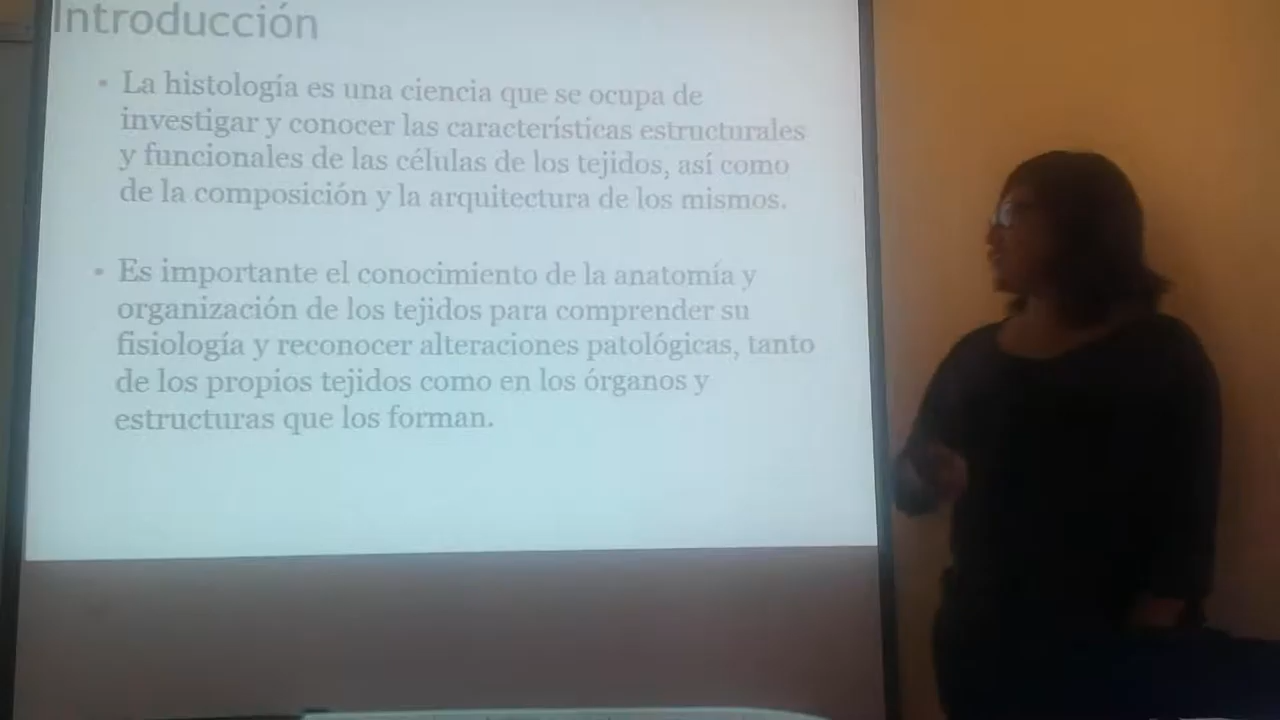 Introducción
• La histología es una ciencia que se ocupa de
investigar y conocer las características estructurales
y funcionales de las células de los tejidos, así como
de la composición y la arquitectura de los mismos.
• Es importante el conocimiento de la anatomía y
organización de los tejidos para comprender su
fisiología y reconocer alteraciones patológicas, tanto
de los propios tejidos como en los órganos y
estructuras que los forman.